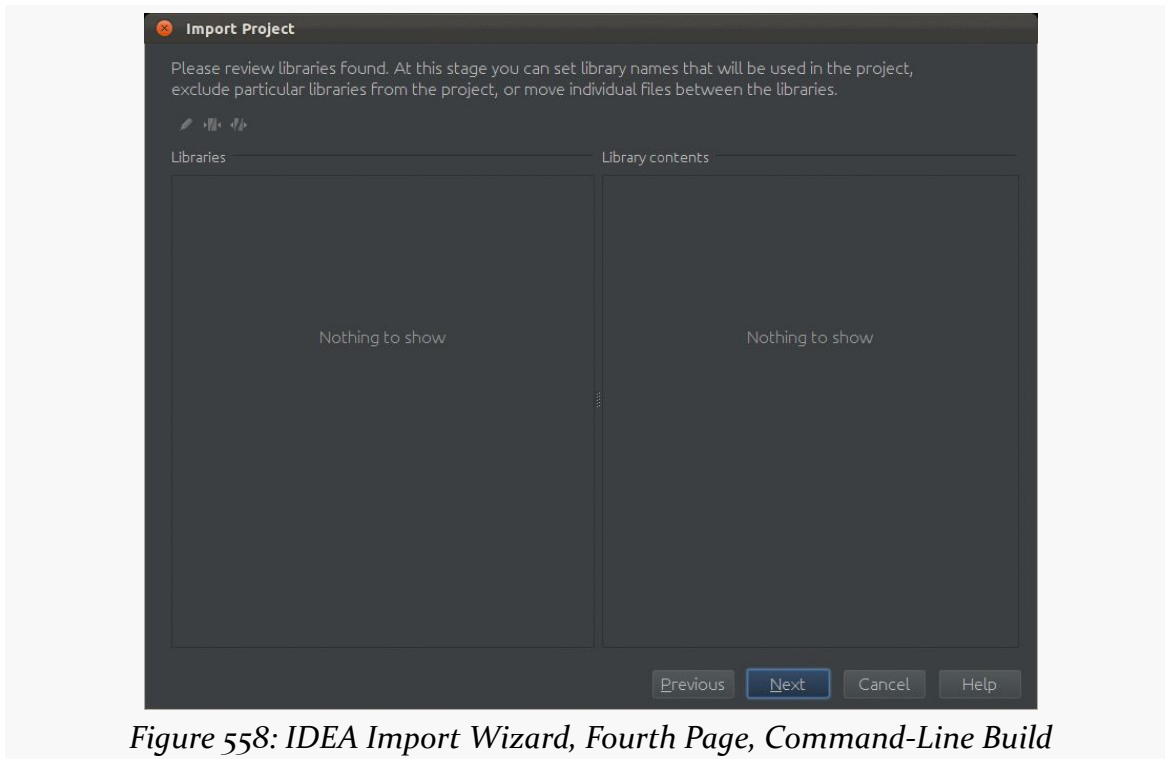 Import Project
Please review libraries found. At this stage you can set library names that will be used in the project,
exclude particular libraries from the project, or move individual files between the libraries.
Libraries
Library contents
Nothing to show
Nothing to show
Previous
Next
Cancel
Help
Figure 558: IDEA Import Wizard, Fourth Page, Command-Line Build